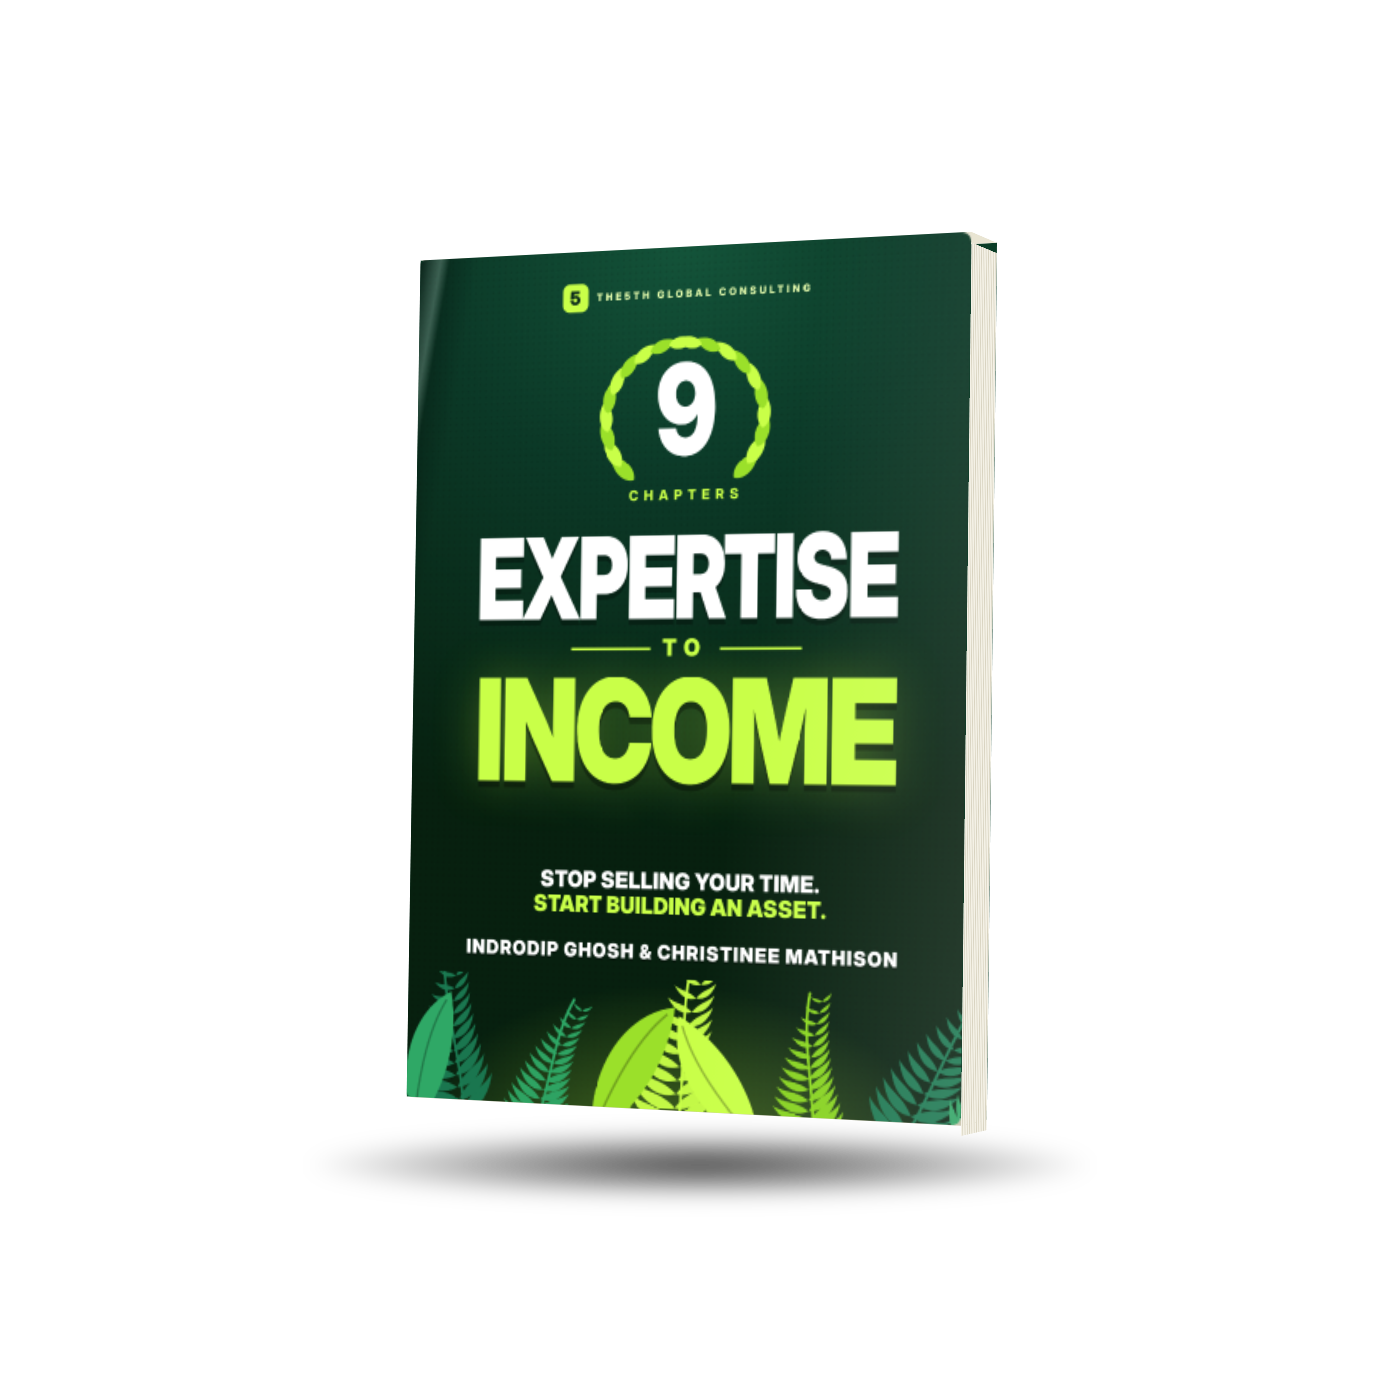 5 THE5TH GLOBAL CONSULTING
9
CHAPTERS
EXPERTISE
TO
INCOME
STOP SELLING YOUR TIME.
START BUILDING AN ASSET.
INDRODIP GHOSH & CHRISTINEE MATHISON